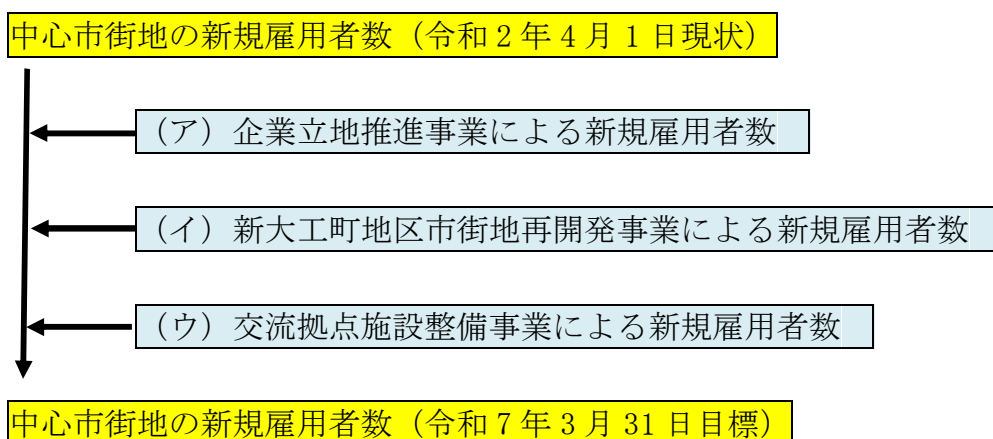 中心市街地の新規雇用者数（令和2年4月1日現状）
（ア）企業立地推進事業による新規雇用者数
（イ）新大工町地区市街地再開発事業による新規雇用者数
（ウ）交流拠点施設整備事業による新規雇用者数
中心市街地の新規雇用者数（令和7年3月31日目標）